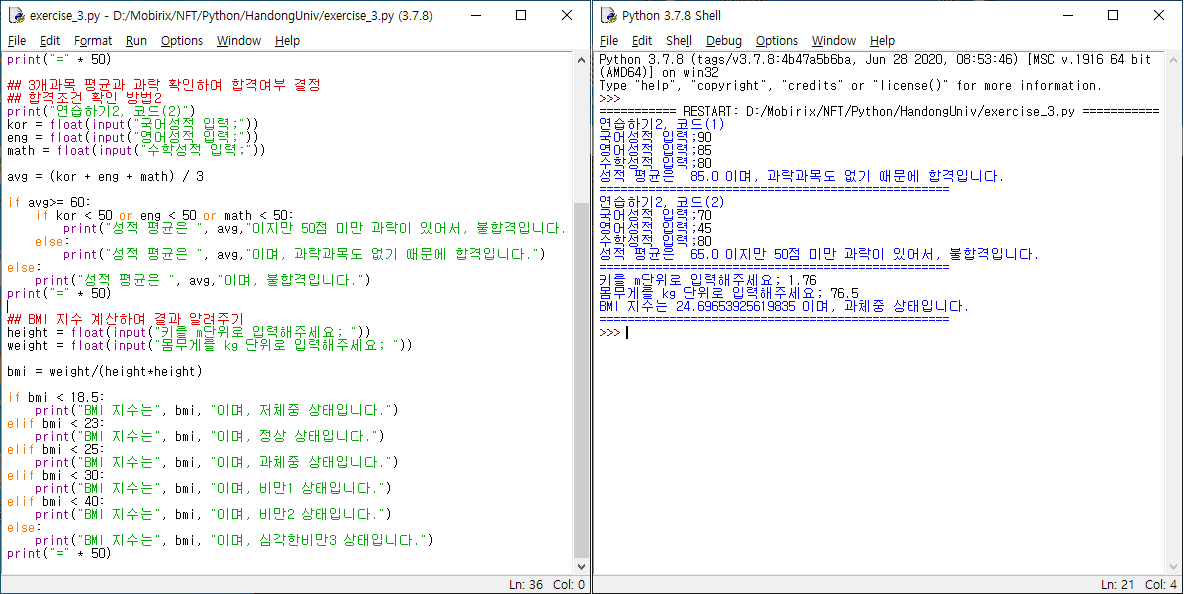 exercise_3.py - D:/Mobirix/NFT/Python/HandongUniv/exercise_3.py (3.7.8)
File Edit Format Run Options Window Help
print("=" * 50)
## 3개과목 평균과 과락 확인하여 합격여부 결정
## 합격조건 확인 방법2
print("연습하기2, 코드(2)")
kor = float(input("국어성적 입력;"))
eng = float(input("영어성적 입력;"))
math = float(input("수학성적 입력;"))
avg = (kor + eng + math) / 3
if avg>= 60:
    if kor < 50 or eng < 50 or math < 50:
        print("성적 평균은 ", avg,"이지만 50점 미만 과락이 있어서, 불합격입니다.
    else:
        print("성적 평균은 ", avg,"이며, 과락과목도 없기 때문에 합격입니다.")
else:
    print("성적 평균은 ", avg,"이며, 불합격입니다.")
print("=" * 50)
## BMI 지수 계산하여 결과 알려주기
height = float(input("키를 m단위로 입력해주세요; "))
weight = float(input("몸무게를 kg 단위로 입력해주세요; "))
bmi = weight/(height*height)
if bmi < 18.5:
    print("BMI 지수는", bmi, "이며, 저체중 상태입니다.")
elif bmi < 23:
    print("BMI 지수는", bmi, "이며, 정상 상태입니다.")
elif bmi < 25:
    print("BMI 지수는", bmi, "이며, 과체중 상태입니다.")
elif bmi < 30:
    print("BMI 지수는", bmi, "이며, 비만1 상태입니다.")
elif bmi < 40:
    print("BMI 지수는", bmi, "이며, 비만2 상태입니다.")
else:
    print("BMI 지수는", bmi, "이며, 심각한비만3 상태입니다.")
print("=" * 50)
Ln: 36 Col: 0
Python 3.7.8 Shell
File Edit Shell Debug Options Window Help
Python 3.7.8 (tags/v3.7.8:4b47a5b6ba, Jun 28 2020, 08:53:46) [MSC v.1916 64 bit
(AMD64)] on win32
Type "help", "copyright", "credits" or "license()" for more information.
>>>
=========== RESTART: D:/Mobirix/NFT/Python/HandongUniv/exercise_3.py ===========
연습하기2, 코드(1)
국어성적 입력;90
영어성적 입력;85
수학성적 입력;80
성적 평균은  85.0 이며, 과락과목도 없기 때문에 합격입니다.
==================================================
연습하기2, 코드(2)
국어성적 입력;70
영어성적 입력;45
수학성적 입력;80
성적 평균은  65.0 이지만 50점 미만 과락이 있어서, 불합격입니다.
==================================================
키를 m단위로 입력해주세요; 1.76
몸무게를 kg 단위로 입력해주세요; 76.5
BMI 지수는 24.69653925619835 이며, 과체중 상태입니다.
==================================================
>>>
Ln: 21 Col: 4